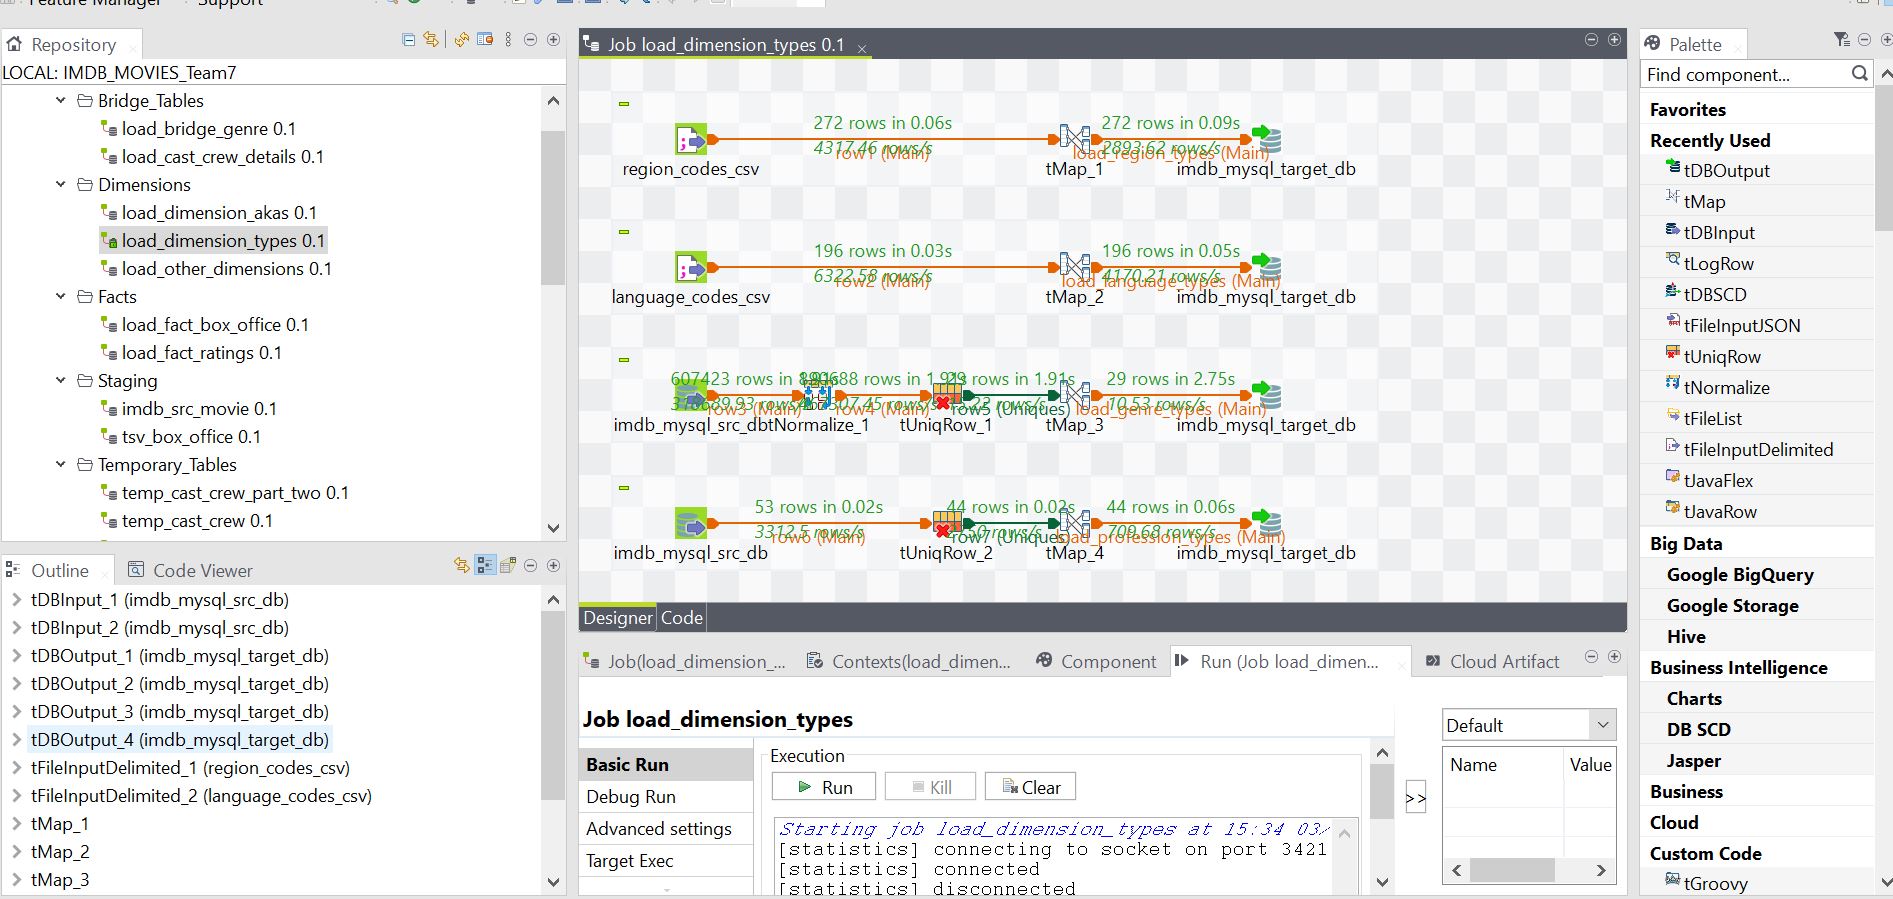 Feature Manager Support
Repository
LOCAL: IMDB_MOVIES_Team7
Bridge_Tables
load_bridge_genre 0.1
load_cast_crew_details 0.1
Dimensions
load_dimension_akas 0.1
load_dimension_types 0.1
load_other_dimensions 0.1
Facts
load_fact_box_office 0.1
load_fact_ratings 0.1
Staging
imdb_src_movie 0.1
tsv_box_office 0.1
Temporary_Tables
temp_cast_crew_part_two 0.1
temp_cast_crew 0.1
Outline
Code Viewer
tDBInput_1 (imdb_mysql_src_db)
tDBInput_2 (imdb_mysql_src_db)
tDBOutput_1 (imdb_mysql_target_db)
tDBOutput_2 (imdb_mysql_target_db)
tDBOutput_3 (imdb_mysql_target_db)
tDBOutput_4 (imdb_mysql_target_db)
tFileInputDelimited_1 (region_codes_csv)
tFileInputDelimited_2 (language_codes_csv)
tMap_1
tMap_2
tMap_3
Job load_dimension_types 0.1
272 rows in 0.06s
272 rows in 0.09s
4317.46 rows/s
2893.62 rows/s
row1 (Main)
load_region_types (Main)
region_codes_csv
tMap_1
imdb_mysql_target_db
196 rows in 0.03s
196 rows in 0.05s
6322.58 rows/s
4170.21 rows/s
row2 (Main)
load_language_types (Main)
language_codes_csv
tMap_2
imdb_mysql_target_db
607423 rows in
rows in 1.91s
rows in 1.91s
29 rows in 2.75s
10.53 rows/s
row3 (Main)
row4 (Main)
row5 (Uniques)
load_genre_types (Main)
imdb_mysql_src_db
tNormalize_1
tUniqRow_1
tMap_3
imdb_mysql_target_db
53 rows in 0.02s
44 rows in 0.02s
44 rows in 0.06s
3312.5 rows/s
709.68 rows/s
row6 (Main)
row7 (Uniques)
load_profession_types (Main)
imdb_mysql_src_db
tUniqRow_2
tMap_4
imdb_mysql_target_db
Designer
Code
Job(load_dimension_...
Contexts(load_dimen...
Component
Run (Job load_dimen...
Cloud Artifact
Job load_dimension_types
Basic Run
Debug Run
Advanced settings
Target Exec
Execution
Run
Kill
Clear
Starting job load_dimension_types at 15:34 03/
[statistics] connecting to socket on port 3421
[statistics] connected
[statistics] disconnected
>>
Default
Name
Value
Palette
Find component...
Favorites
Recently Used
tDBOutput
tMap
tDBInput
tLogRow
tDBSCD
tFileInputJSON
tUniqRow
tNormalize
tFileList
tFileInputDelimited
tJavaFlex
tJavaRow
Big Data
Google BigQuery
Google Storage
Hive
Business Intelligence
Charts
DB SCD
Jasper
Business
Cloud
Custom Code
tGroovy